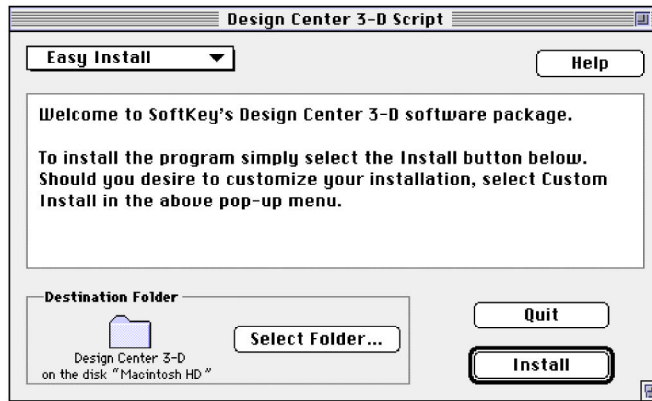 Design Center 3-D Script
Easy Install
Help
Welcome to SoftKey's Design Center 3-D software package.
To install the program simply select the Install button below.
Should you desire to customize your installation, select Custom
Install in the above pop-up menu.
Destination Folder
Design Center 3-D
on the disk "Macintosh HD"
Select Folder...
Quit
Install